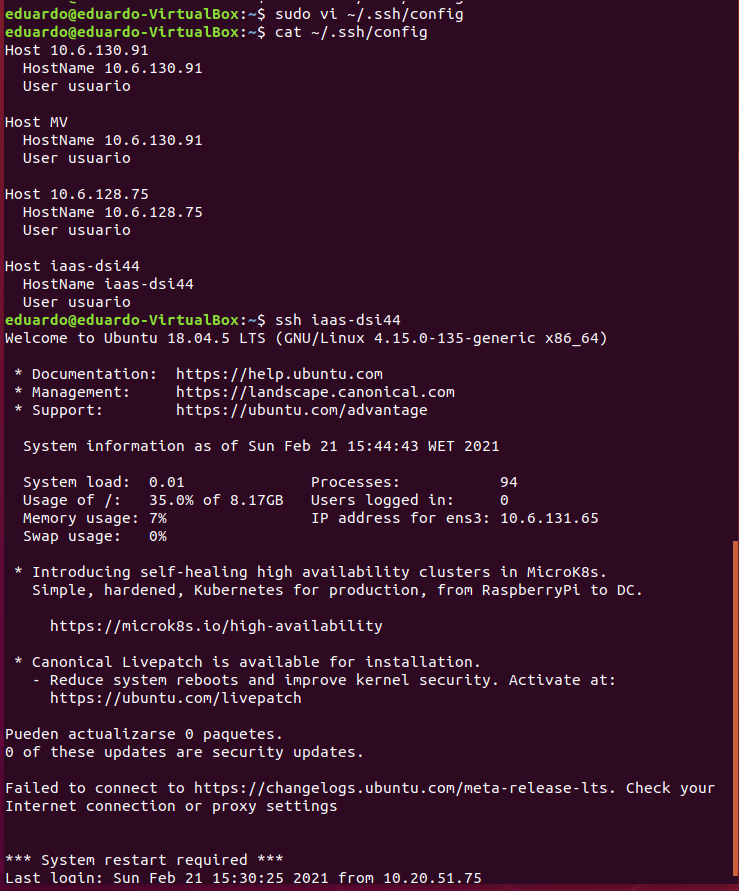 eduardo@eduardo-VirtualBox:~$ sudo vi ~/.ssh/config
eduardo@eduardo-VirtualBox:~$ cat ~/.ssh/config
Host 10.6.130.91
  HostName 10.6.130.91
  User usuario

Host MV
  HostName 10.6.130.91
  User usuario

Host 10.6.128.75
  HostName 10.6.128.75
  User usuario

Host iaas-dsi44
  HostName iaas-dsi44
  User usuario
eduardo@eduardo-VirtualBox:~$ ssh iaas-dsi44
Welcome to Ubuntu 18.04.5 LTS (GNU/Linux 4.15.0-135-generic x86_64)

 * Documentation:  https://help.ubuntu.com
 * Management:     https://landscape.canonical.com
 * Support:        https://ubuntu.com/advantage

  System information as of Sun Feb 21 15:44:43 WET 2021

  System load:  0.01              Processes:           94
  Usage of /:   35.0% of 8.17GB   Users logged in:     0
  Memory usage: 7%                IP address for ens3: 10.6.131.65
  Swap usage:   0%

 * Introducing self-healing high availability clusters in MicroK8s.
   Simple, hardened, Kubernetes for production, from RaspberryPi to DC.

     https://microk8s.io/high-availability

 * Canonical Livepatch is available for installation.
   - Reduce system reboots and improve kernel security. Activate at:
     https://ubuntu.com/livepatch

Pueden actualizarse 0 paquetes.
0 of these updates are security updates.

Failed to connect to https://changelogs.ubuntu.com/meta-release-lts. Check your
Internet connection or proxy settings


*** System restart required ***
Last login: Sun Feb 21 15:30:25 2021 from 10.20.51.75